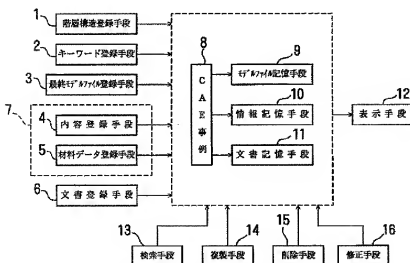 1 階層構造登録手段
2 キーワード登録手段
3 最終モデルファイル登録手段
7
4 内容登録手段
5 材料データ登録手段
6 文書登録手段
8
CAE事例
9
モデルファイル記憶手段
10
情報記憶手段
11
文書記憶手段
12
表示手段
13
検索手段
14
複製手段
15
削除手段
16
修正手段